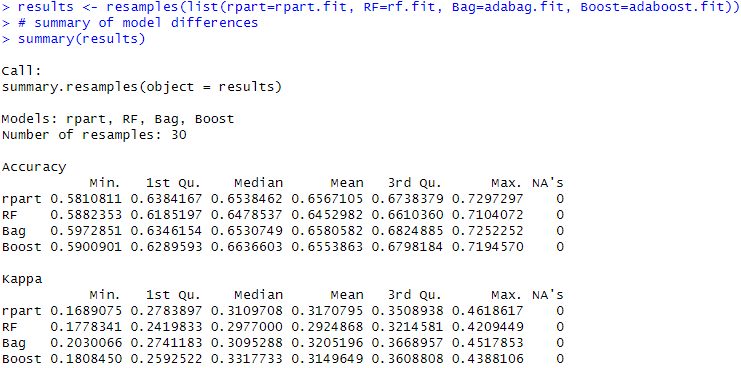 > results <- resamples(list(rpart=rpart.fit, RF=rf.fit, Bag=adabag.fit, Boost=adaboost.fit))
> # summary of model differences
> summary(results)
Call:
summary.resamples(object = results)
Models: rpart, RF, Bag, Boost
Number of resamples: 30
Accuracy
Min. 1st Qu. Median Mean 3rd Qu. Max. NA's
rpart 0.5810811 0.6384167 0.6538462 0.6567105 0.6738379 0.7297297 0
RF 0.5882353 0.6185197 0.6478537 0.6452982 0.6610360 0.7104072 0
Bag 0.5972851 0.6346154 0.6530749 0.6580582 0.6824885 0.7252252 0
Boost 0.5900901 0.6289593 0.6636603 0.6553863 0.6798184 0.7194570 0
Kappa
Min. 1st Qu. Median Mean 3rd Qu. Max. NA's
rpart 0.1689075 0.2783897 0.3109708 0.3170795 0.3508938 0.4618617 0
RF 0.1778341 0.2419833 0.2977000 0.2924868 0.3214581 0.4209449 0
Bag 0.2030066 0.2741183 0.3095288 0.3205196 0.3668957 0.4517853 0
Boost 0.1808450 0.2592522 0.3317733 0.3149649 0.3608808 0.4388106 0